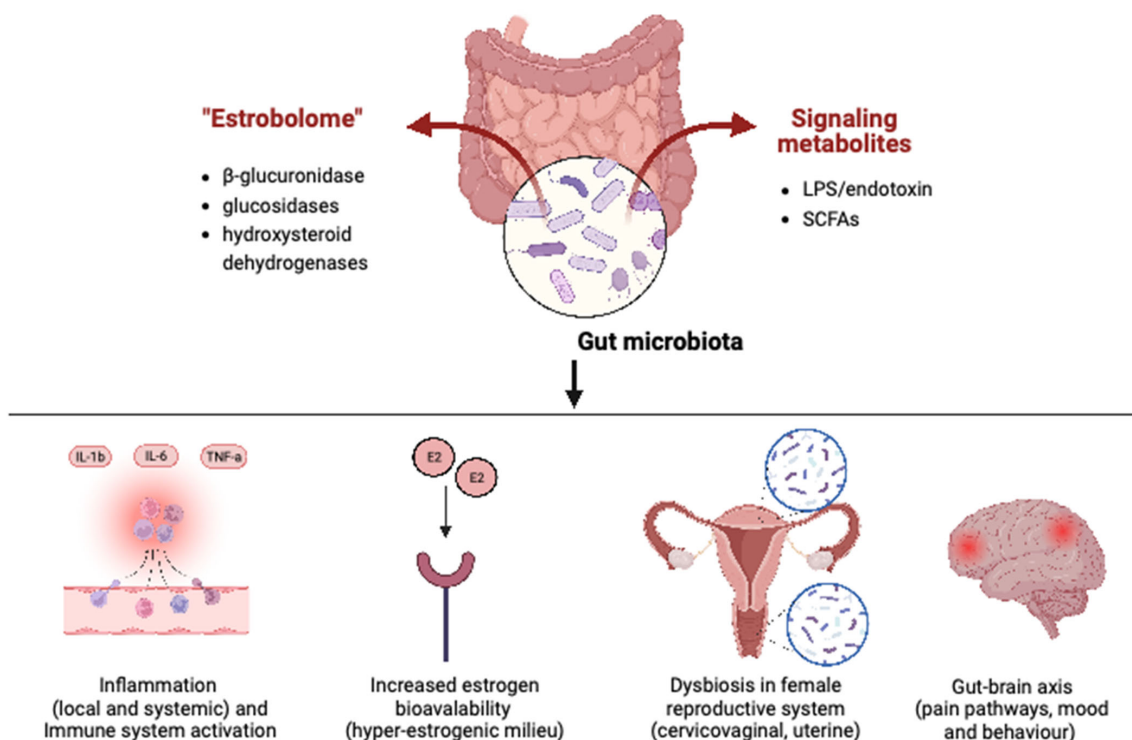 "Estrobolome"
• β-glucuronidase
• glucosidases
• hydroxysteroid
dehydrogenases
Signaling
metabolites
• LPS/endotoxin
• SCFAs
Gut microbiota
IL-1b
IL-6
TNF-a
E2
E2
Inflammation
(local and systemic) and
Immune system activation
Increased estrogen
bioavalability
(hyper-estrogenic milieu)
Dysbiosis in female
reproductive system
(cervicovaginal, uterine)
Gut-brain axis
(pain pathways, mood
and behaviour)